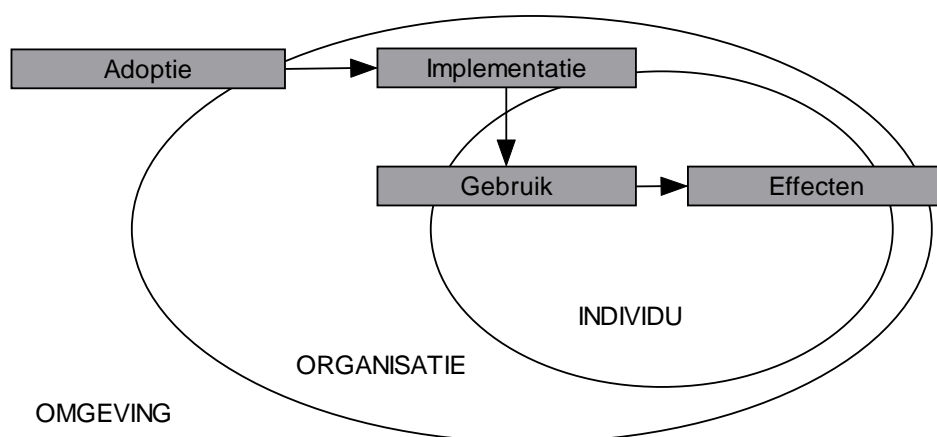 Adoptie
Implementatie
Gebruik
Effecten
INDIVIDU
ORGANISATIE
OMGEVING